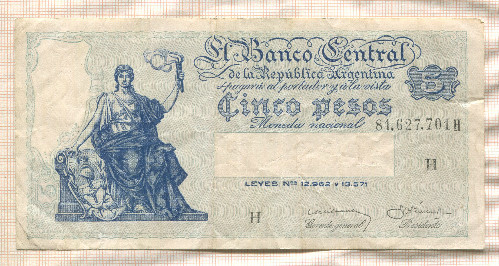 El Banco Central
de la República Argentina
pagará al portador y a la vista
5
Cinco pesos
Moneda nacional
81,627,701H
H
LEYES Nros 12.962 Y 13.571
H
Gerente general
Presidente